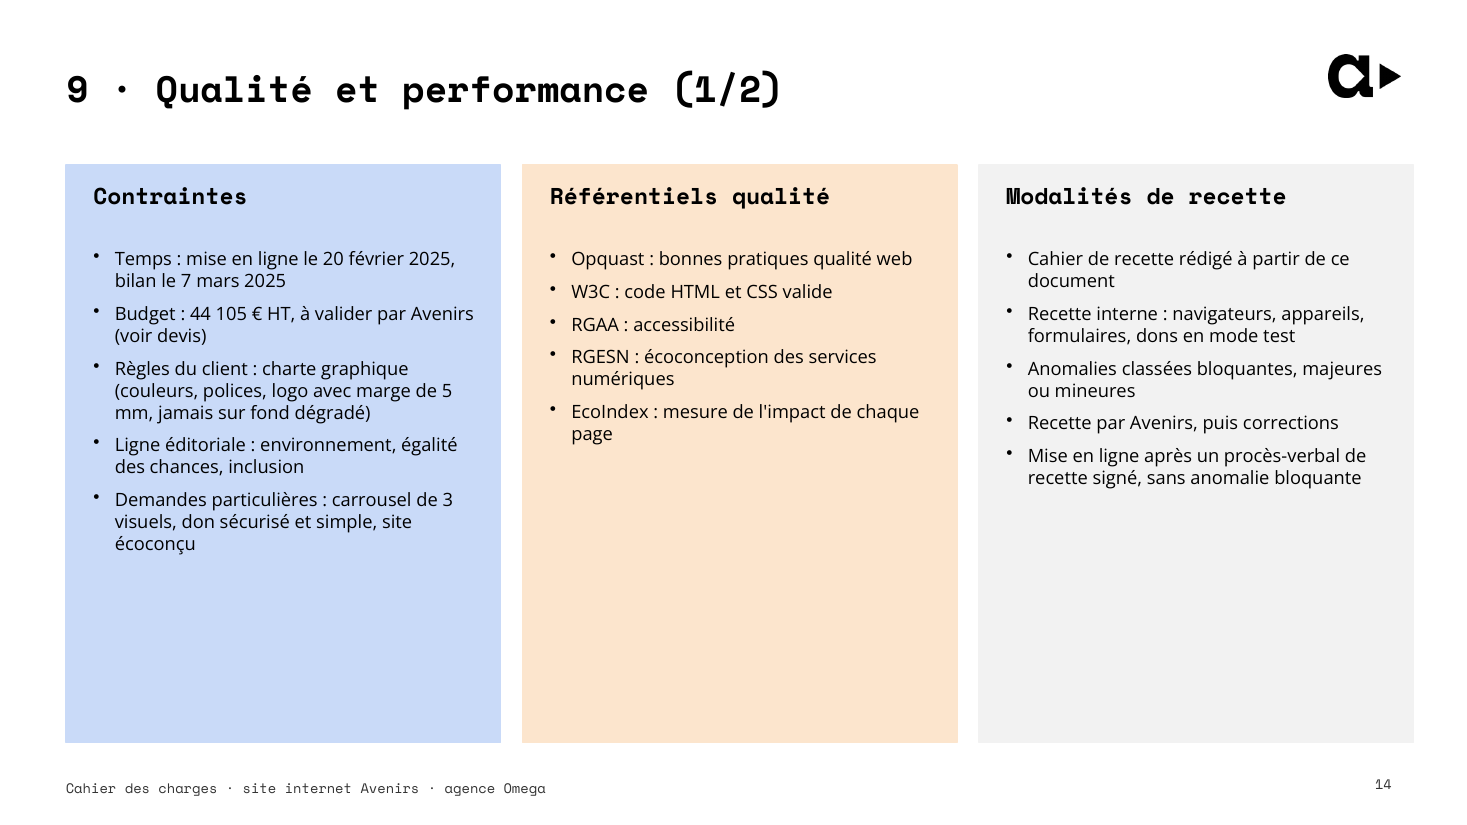 9 · Qualité et performance (1/2)
a
Contraintes
• Temps : mise en ligne le 20 février 2025,
bilan le 7 mars 2025
• Budget : 44 105 € HT, à valider par Avenirs
(voir devis)
• Règles du client : charte graphique
(couleurs, polices, logo avec marge de 5
mm, jamais sur fond dégradé)
• Ligne éditoriale : environnement, égalité
des chances, inclusion
• Demandes particulières : carrousel de 3
visuels, don sécurisé et simple, site
écoconçu
Référentiels qualité
• Opquast : bonnes pratiques qualité web
• W3C : code HTML et CSS valide
• RGAA : accessibilité
• RGESN : écoconception des services
numériques
• EcoIndex : mesure de l'impact de chaque
page
Modalités de recette
• Cahier de recette rédigé à partir de ce
document
• Recette interne : navigateurs, appareils,
formulaires, dons en mode test
• Anomalies classées bloquantes, majeures
ou mineures
• Recette par Avenirs, puis corrections
• Mise en ligne après un procès-verbal de
recette signé, sans anomalie bloquante
Cahier des charges · site internet Avenirs · agence Omega
14